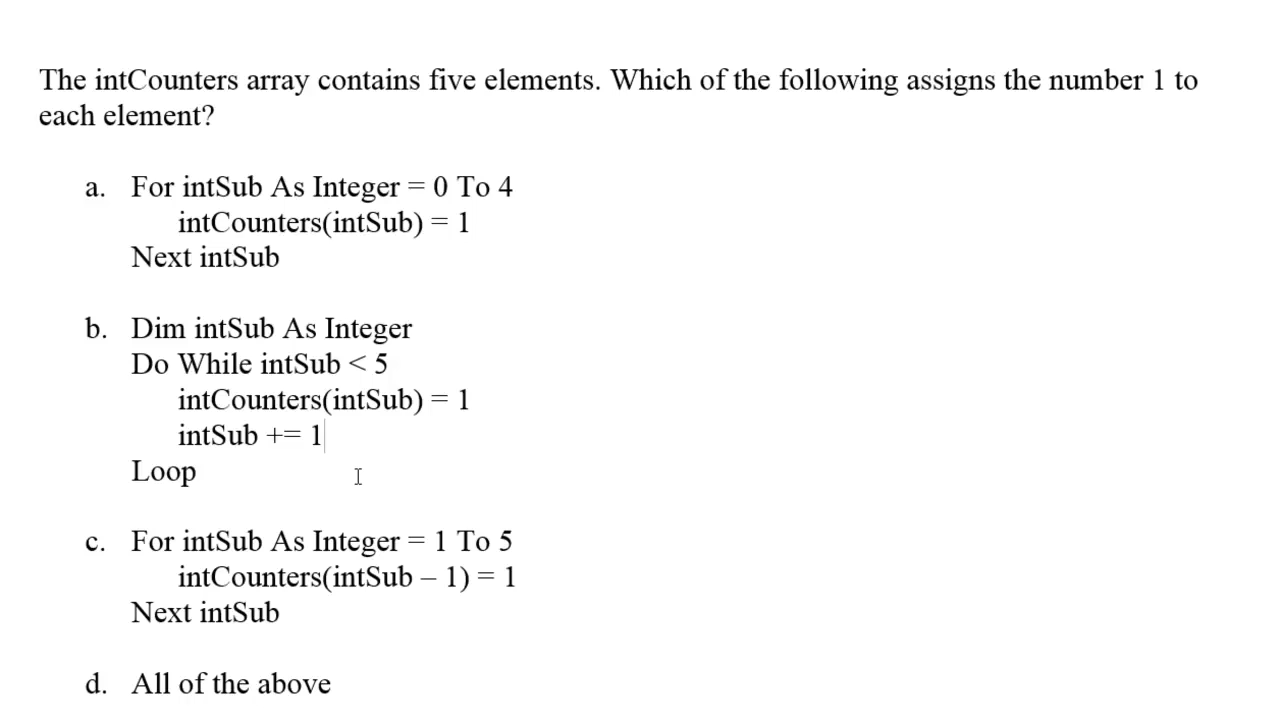 The intCounters array contains five elements. Which of the following assigns the number 1 to
each element?
a. For intSub As Integer = 0 To 4
intCounters(intSub) = 1
Next intSub
b. Dim intSub As Integer
Do While intSub < 5
intCounters(intSub) = 1
intSub += 1
Loop
c. For intSub As Integer = 1 To 5
intCounters(intSub – 1) = 1
Next intSub
d. All of the above